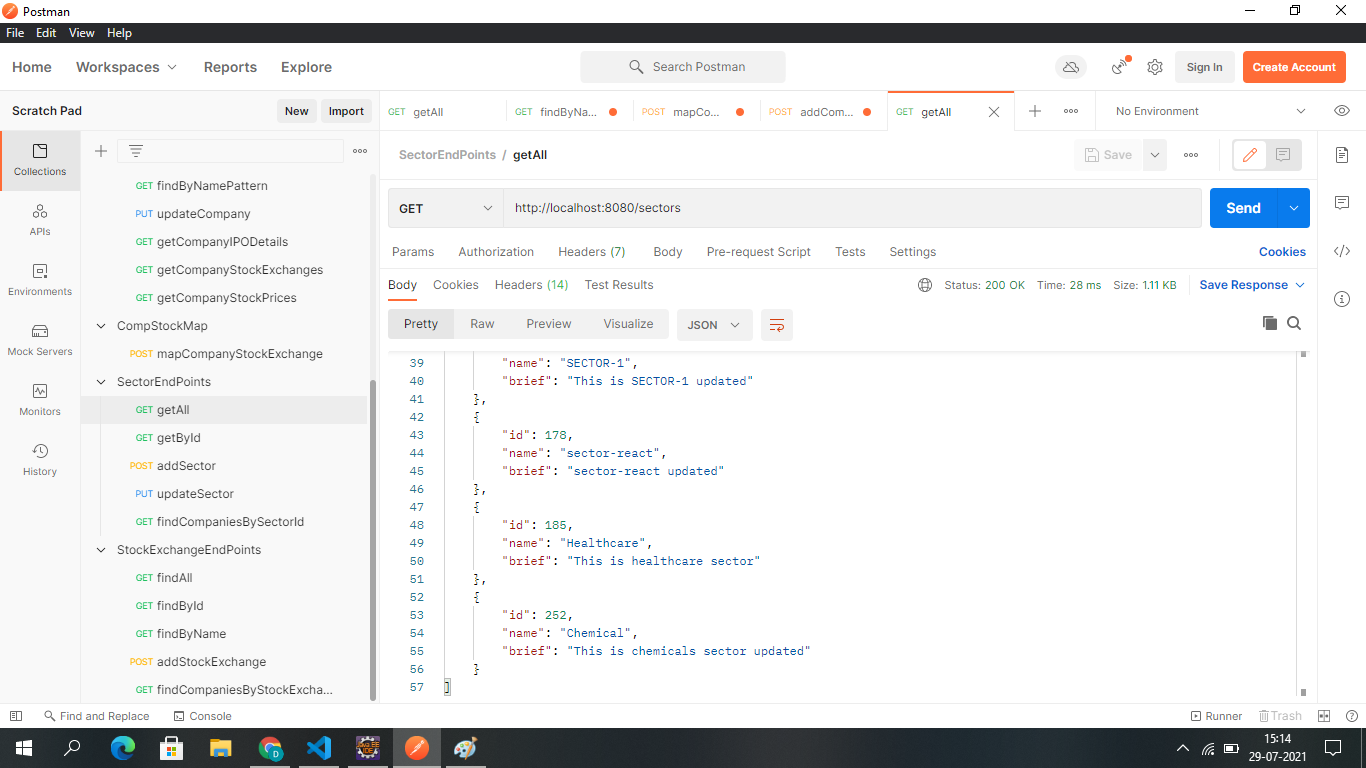 Postman
File Edit View Help
Home Workspaces Reports Explore Search Postman Sign In Create Account
Scratch Pad New Import
GET getAll GET findByNa... POST mapCo... POST addCom... GET getAll No Environment
Collections
APIs
Environments
Mock Servers
Monitors
History
GET findByNamePattern
PUT updateCompany
GET getCompanyIPODetails
GET getCompanyStockExchanges
GET getCompanyStockPrices
CompStockMap
POST mapCompanyStockExchange
SectorEndPoints
GET getAll
GET getById
POST addSector
PUT updateSector
GET findCompaniesBySectorId
StockExchangeEndPoints
GET findAll
GET findById
GET findByName
POST addStockExchange
GET findCompaniesByStockExcha...
SectorEndPoints / getAll Save
GET http://localhost:8080/sectors Send
Params Authorization Headers (7) Body Pre-request Script Tests Settings Cookies
Body Cookies Headers (14) Test Results Status: 200 OK Time: 28 ms Size: 1.11 KB Save Response
Pretty Raw Preview Visualize JSON
39 "name": "SECTOR-1",
40 "brief": "This is SECTOR-1 updated"
41 },
42 {
43 "id": 178,
44 "name": "sector-react",
45 "brief": "sector-react updated"
46 },
47 {
48 "id": 185,
49 "name": "Healthcare",
50 "brief": "This is healthcare sector"
51 },
52 {
53 "id": 252,
54 "name": "Chemical",
55 "brief": "This is chemicals sector updated"
56 }
57 ]
Find and Replace Console Runner Trash
D
Java EE
IDE
15:14
29-07-2021